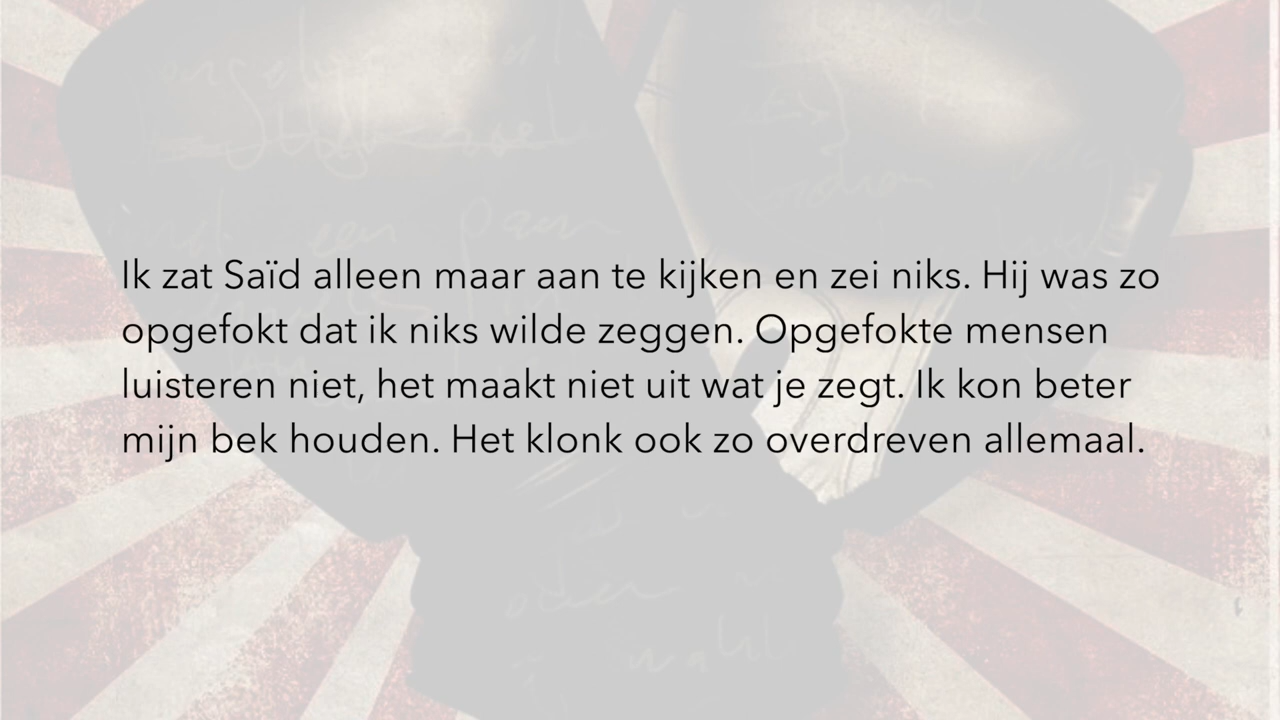 Ik zat Saïd alleen maar aan te kijken en zei niks. Hij was zo
opgefokt dat ik niks wilde zeggen. Opgefokte mensen
luisteren niet, het maakt niet uit wat je zegt. Ik kon beter
mijn bek houden. Het klonk ook zo overdreven allemaal.